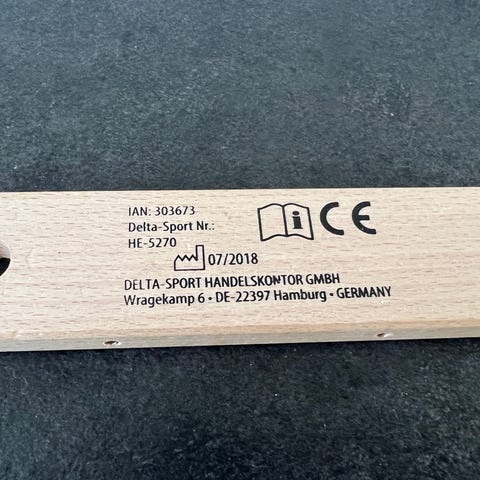 IAN: 303673
Delta-Sport Nr.:
HE-5270
07/2018
DELTA-SPORT HANDELSKONTOR GMBH
Wragekamp 6 • DE-22397 Hamburg • GERMANY
i
CE